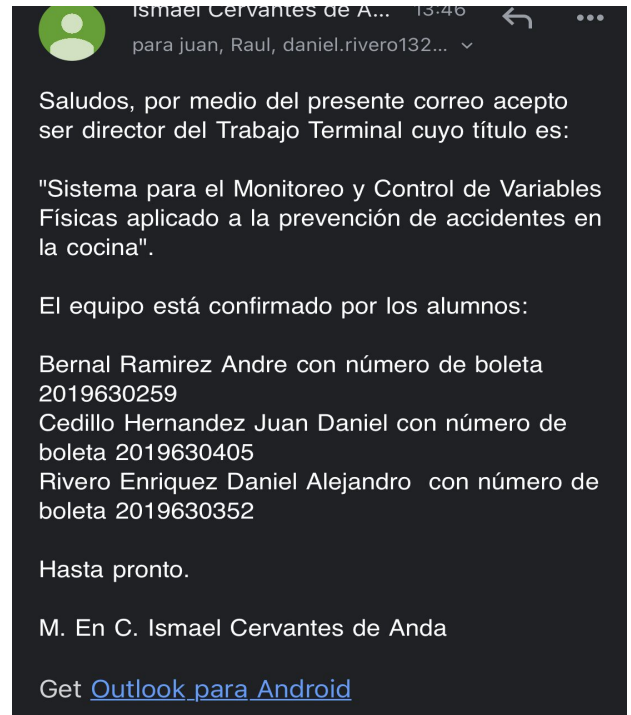 Ismael Cervantes de A... 13:46
para juan, Raul, daniel.rivero132...
Saludos, por medio del presente correo acepto
ser director del Trabajo Terminal cuyo título es:
"Sistema para el Monitoreo y Control de Variables
Físicas aplicado a la prevención de accidentes en
la cocina".
El equipo está confirmado por los alumnos:
Bernal Ramirez Andre con número de boleta
2019630259
Cedillo Hernandez Juan Daniel con número de
boleta 2019630405
Rivero Enriquez Daniel Alejandro  con número de
boleta 2019630352
Hasta pronto.
M. En C. Ismael Cervantes de Anda
Get Outlook para Android